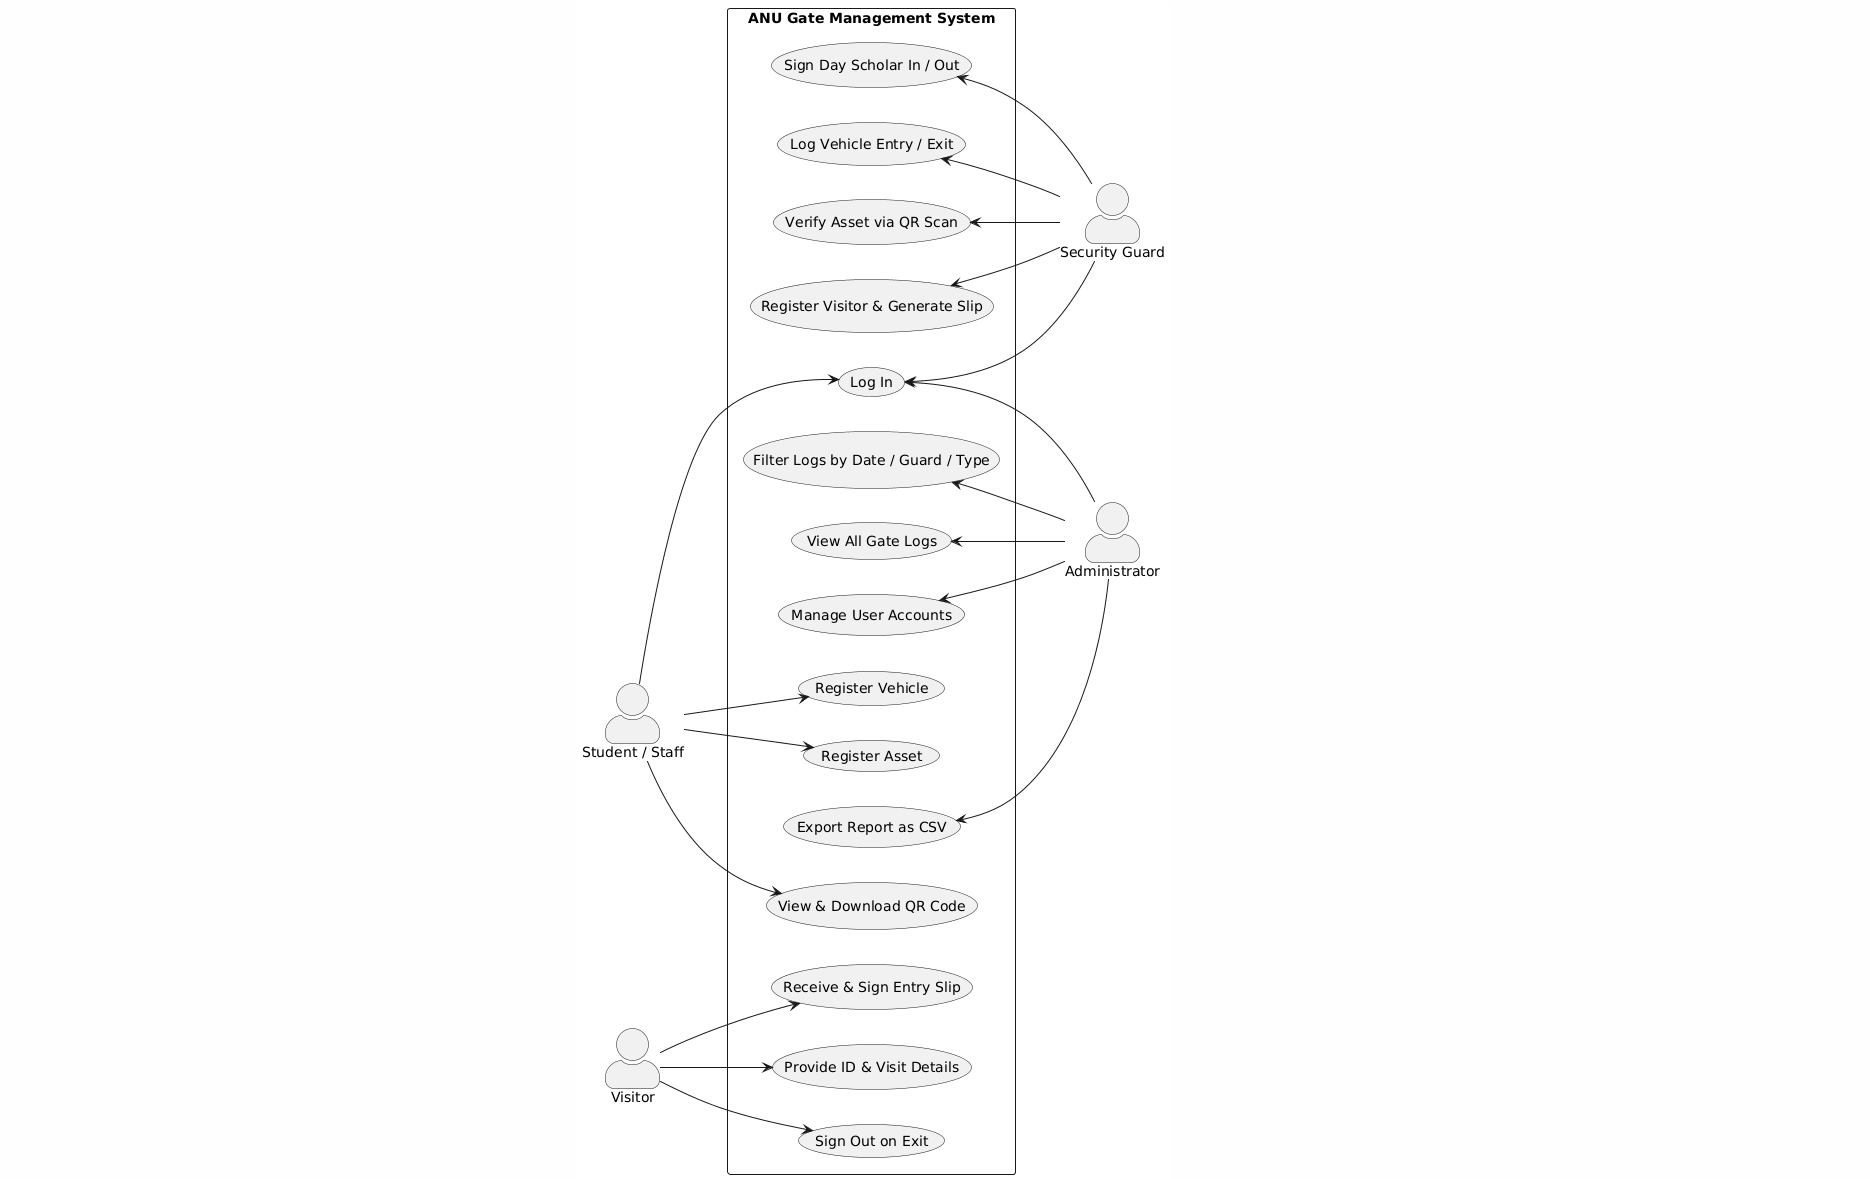 ANU Gate Management System
Sign Day Scholar In / Out
Log Vehicle Entry / Exit
Verify Asset via QR Scan
Security Guard
Register Visitor & Generate Slip
Log In
Filter Logs by Date / Guard / Type
View All Gate Logs
Administrator
Manage User Accounts
Register Vehicle
Student / Staff
Register Asset
Export Report as CSV
View & Download QR Code
Receive & Sign Entry Slip
Provide ID & Visit Details
Visitor
Sign Out on Exit